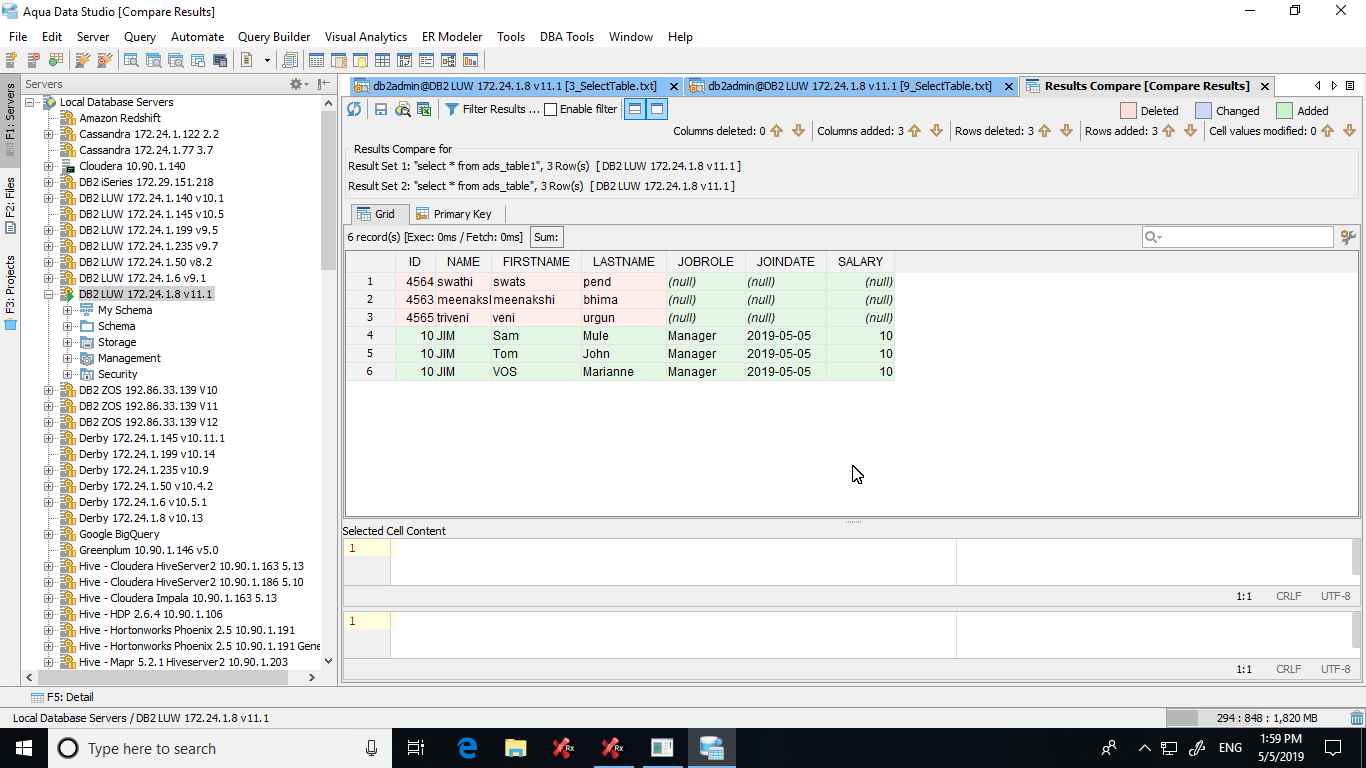 Aqua Data Studio [Compare Results]
File Edit Server Query Automate Query Builder Visual Analytics ER Modeler Tools DBA Tools Window Help
F1: Servers
F2: Files
F3: Projects
Servers
Local Database Servers
Amazon Redshift
Cassandra 172.24.1.122 2.2
Cassandra 172.24.1.77 3.7
Cloudera 10.90.1.140
DB2 iSeries 172.29.151.218
DB2 LUW 172.24.1.140 v10.1
DB2 LUW 172.24.1.145 v10.5
DB2 LUW 172.24.1.199 v9.5
DB2 LUW 172.24.1.235 v9.7
DB2 LUW 172.24.1.50 v8.2
DB2 LUW 172.24.1.6 v9.1
DB2 LUW 172.24.1.8 v11.1
My Schema
Schema
Storage
Management
Security
DB2 ZOS 192.86.33.139 V10
DB2 ZOS 192.86.33.139 V11
DB2 ZOS 192.86.33.139 V12
Derby 172.24.1.145 v10.11.1
Derby 172.24.1.199 v10.14
Derby 172.24.1.235 v10.9
Derby 172.24.1.50 v10.4.2
Derby 172.24.1.6 v10.5.1
Derby 172.24.1.8 v10.13
Google BigQuery
Greenplum 10.90.1.146 v5.0
Hive - Cloudera HiveServer2 10.90.1.163 5.13
Hive - Cloudera HiveServer2 10.90.1.186 5.10
Hive - Cloudera Impala 10.90.1.163 5.13
Hive - HDP 2.6.4 10.90.1.106
Hive - Hortonworks Phoenix 2.5 10.90.1.191
Hive - Hortonworks Phoenix 2.5 10.90.1.191 Gene
Hive - Mapr 5.2.1 Hiveserver2 10.90.1.203
db2admin@DB2 LUW 172.24.1.8 v11.1 [3_SelectTable.txt] db2admin@DB2 LUW 172.24.1.8 v11.1 [9_SelectTable.txt] Results Compare [Compare Results]
Filter Results ... Enable filter Deleted Changed Added
Columns deleted: 0 Columns added: 3 Rows deleted: 3 Rows added: 3 Cell values modified: 0
Results Compare for
Result Set 1: "select * from ads_table1", 3 Row(s) [ DB2 LUW 172.24.1.8 v11.1 ]
Result Set 2: "select * from ads_table", 3 Row(s) [ DB2 LUW 172.24.1.8 v11.1 ]
Grid Primary Key
6 record(s) [Exec: 0ms / Fetch: 0ms] Sum:
ID NAME FIRSTNAME LASTNAME JOBROLE JOINDATE SALARY
1 4564 swathi swats pend (null) (null) (null)
2 4563 meenaksl meenakshi bhima (null) (null) (null)
3 4565 triveni veni urgun (null) (null) (null)
4 10 JIM Sam Mule Manager 2019-05-05 10
5 10 JIM Tom John Manager 2019-05-05 10
6 10 JIM VOS Marianne Manager 2019-05-05 10
Selected Cell Content
1
1:1 CRLF UTF-8
1
1:1 CRLF UTF-8
F5: Detail
Local Database Servers / DB2 LUW 172.24.1.8 v11.1 294 : 848 : 1,820 MB
Type here to search
Rx
Rx
ENG
1:59 PM
5/5/2019